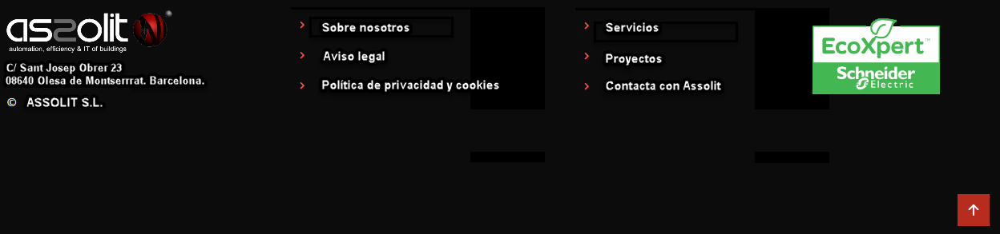 assolit
automation, efficiency & IT of buildings
C/ Sant Josep Obrer 23
08640 Olesa de Montserrrat. Barcelona.
© ASSOLIT S.L.
Sobre nosotros
Aviso legal
Política de privacidad y cookies
Servicios
Proyectos
Contacta con Assolit
EcoXpert™
Schneider
Electric